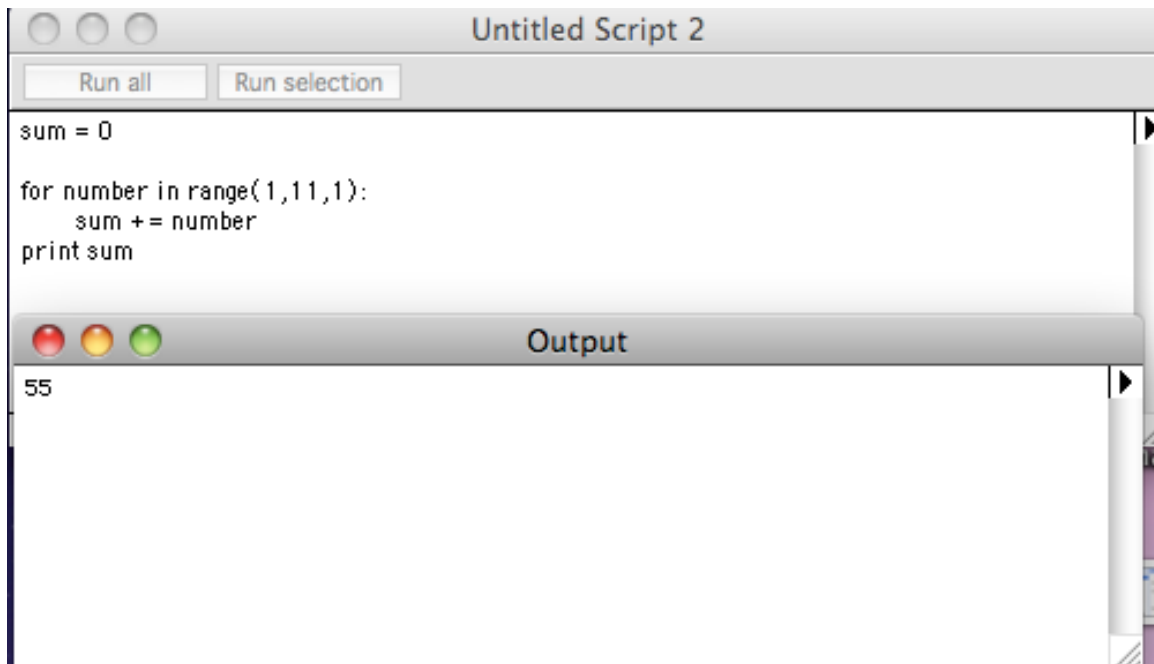 Untitled Script 2
Run all Run selection
sum = 0
for number in range(1,11,1):
    sum += number
print sum
Output
55